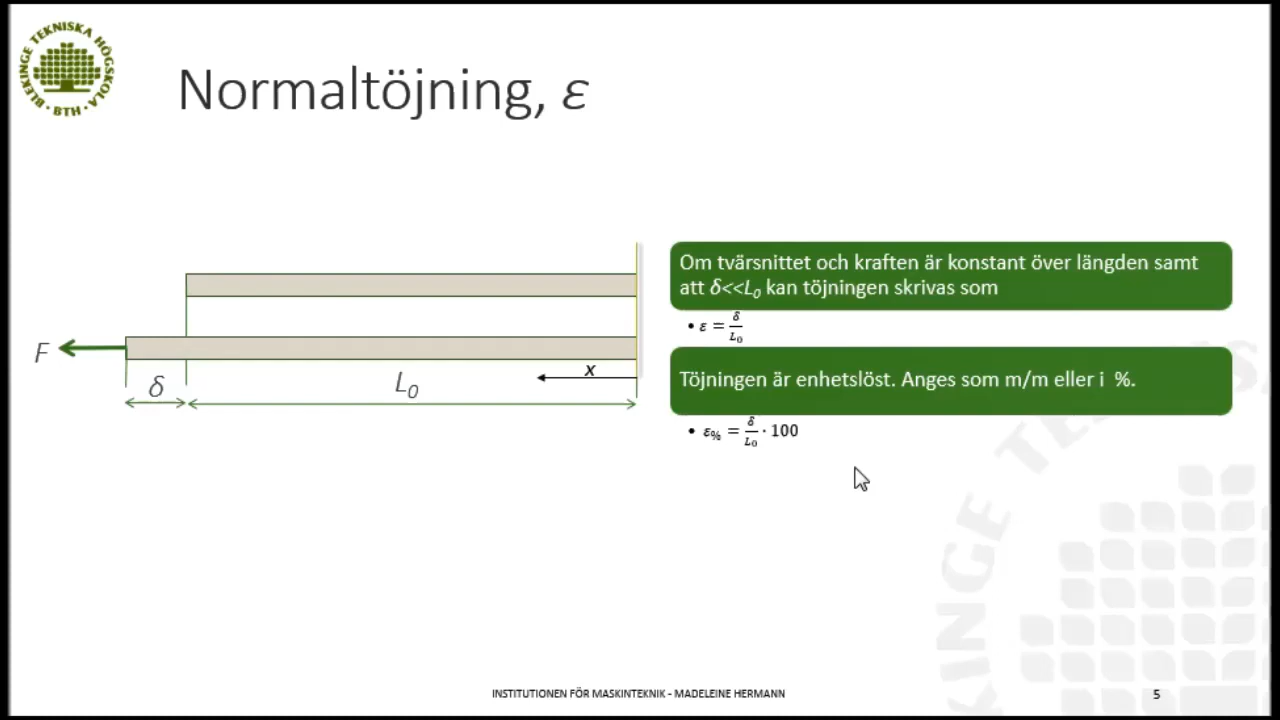 BLEKINGE TEKNISKA HÖGSKOLA · BTH ·
Normaltöjning, ε
F
δ
L₀
x
Om tvärsnittet och kraften är konstant över längden samt
att δ<<L₀ kan töjningen skrivas som
• ε = δ/L₀
Töjningen är enhetslöst. Anges som m/m eller i %.
• ε% = δ/L₀ · 100
INSTITUTIONEN FÖR MASKINTEKNIK - MADELEINE HERMANN
5